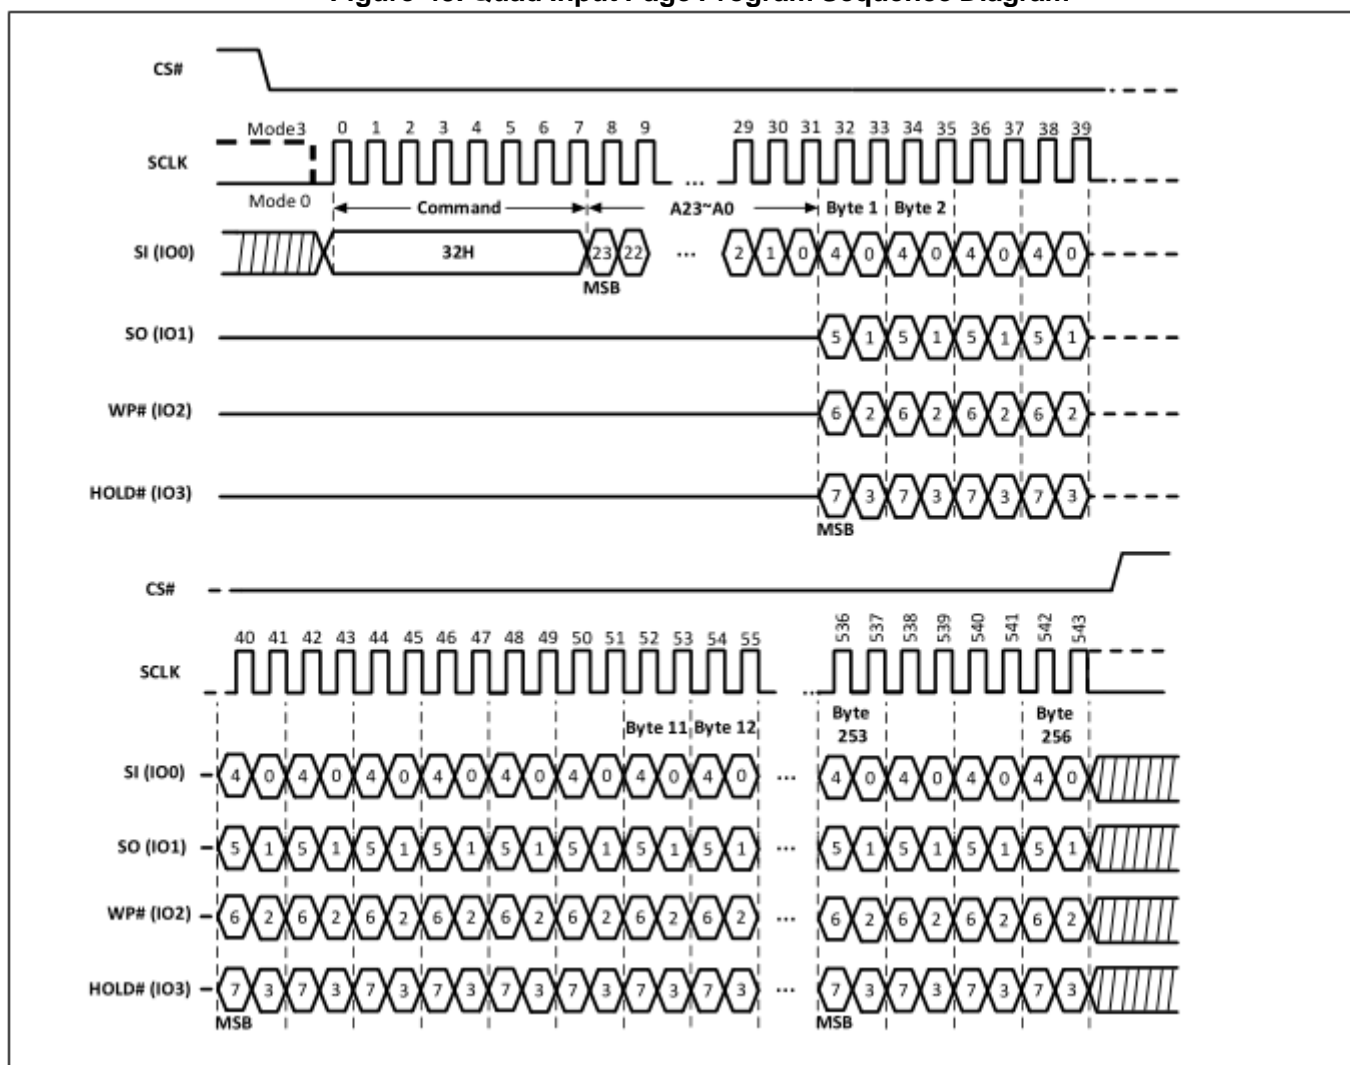 Figure 45. Quad Input Page Program Sequence Diagram
CS#
Mode3 0 1 2 3 4 5 6 7 8 9 29 30 31 32 33 34 35 36 37 38 39
SCLK ...
Mode 0 Command A23~A0 Byte 1 Byte 2
SI (IO0) 32H 23 22 ... 2 1 0 4 0 4 0 4 0 4 0
MSB
SO (IO1) 5 1 5 1 5 1 5 1
WP# (IO2) 6 2 6 2 6 2 6 2
HOLD# (IO3) 7 3 7 3 7 3 7 3
MSB
CS#
40 41 42 43 44 45 46 47 48 49 50 51 52 53 54 55 536 537 538 539 540 541 542 543
SCLK ...
Byte 11 Byte 12 Byte 253 Byte 256
SI (IO0) 4 0 4 0 4 0 4 0 4 0 4 0 4 0 4 0 ... 4 0 4 0 4 0 4 0
SO (IO1) 5 1 5 1 5 1 5 1 5 1 5 1 5 1 5 1 ... 5 1 5 1 5 1 5 1
WP# (IO2) 6 2 6 2 6 2 6 2 6 2 6 2 6 2 6 2 ... 6 2 6 2 6 2 6 2
HOLD# (IO3) 7 3 7 3 7 3 7 3 7 3 7 3 7 3 7 3 ... 7 3 7 3 7 3 7 3
MSB MSB